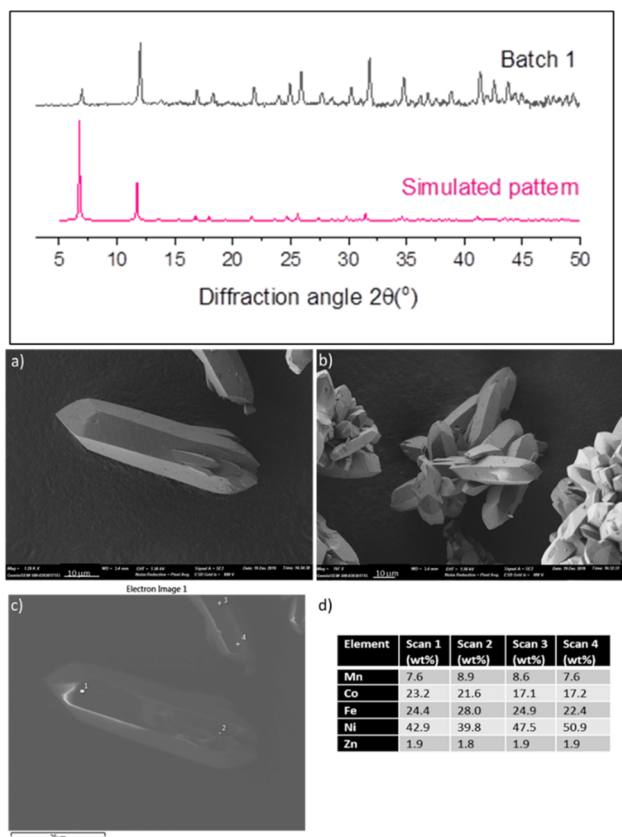 Batch 1
Simulated pattern
5 10 15 20 25 30 35 40 45 50
Diffraction angle 2θ(°)
a)
b)
10 µm
10 µm
Electron Image 1
c)
3
4
1
2
d)
Element Scan 1 (wt%) Scan 2 (wt%) Scan 3 (wt%) Scan 4 (wt%)
Mn 7.6 8.9 8.6 7.6
Co 23.2 21.6 17.1 17.2
Fe 24.4 28.0 24.9 22.4
Ni 42.9 39.8 47.5 50.9
Zn 1.9 1.8 1.9 1.9